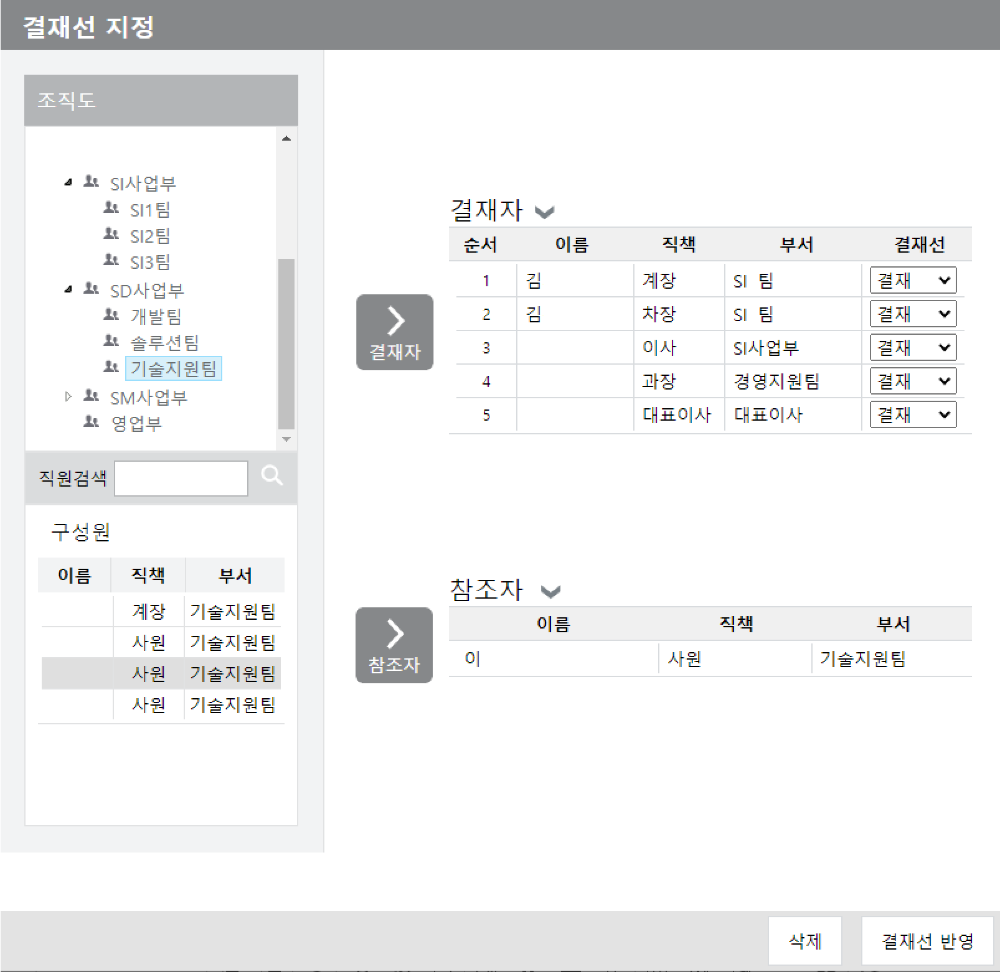 결재선 지정
조직도
SI사업부
SI1팀
SI2팀
SI3팀
SD사업부
개발팀
솔루션팀
기술지원팀
SM사업부
영업부
직원검색
구성원
이름 직책 부서
계장 기술지원팀
사원 기술지원팀
사원 기술지원팀
사원 기술지원팀
결재자
참조자
결재자
순서 이름 직책 부서 결재선
1 김 계장 SI 팀 결재
2 김 차장 SI 팀 결재
3 이사 SI사업부 결재
4 과장 경영지원팀 결재
5 대표이사 대표이사 결재
참조자
이름 직책 부서
이 사원 기술지원팀
삭제 결재선 반영